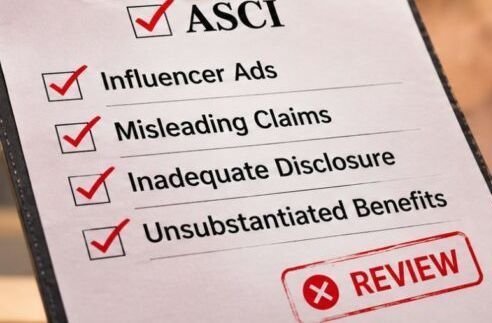 ASCI
Influencer Ads
Misleading Claims
Inadequate Disclosure
Unsubstantiated Benefits
REVIEW